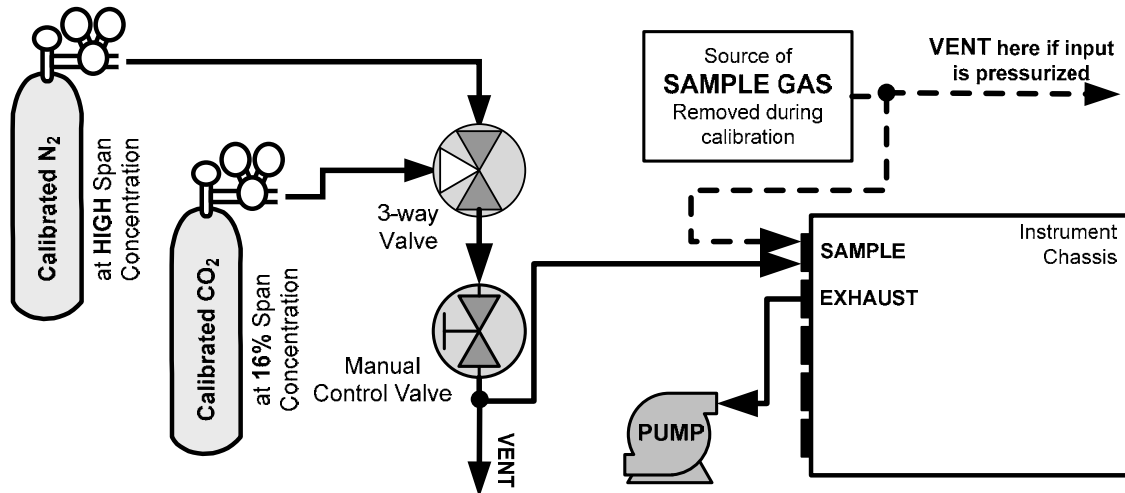 Calibrated N2
at HIGH Span
Concentration
Calibrated CO2
at 16% Span
Concentration
3-way
Valve
Manual
Control Valve
VENT
Source of
SAMPLE GAS
Removed during
calibration
VENT here if input
is pressurized
SAMPLE
EXHAUST
Instrument
Chassis
PUMP